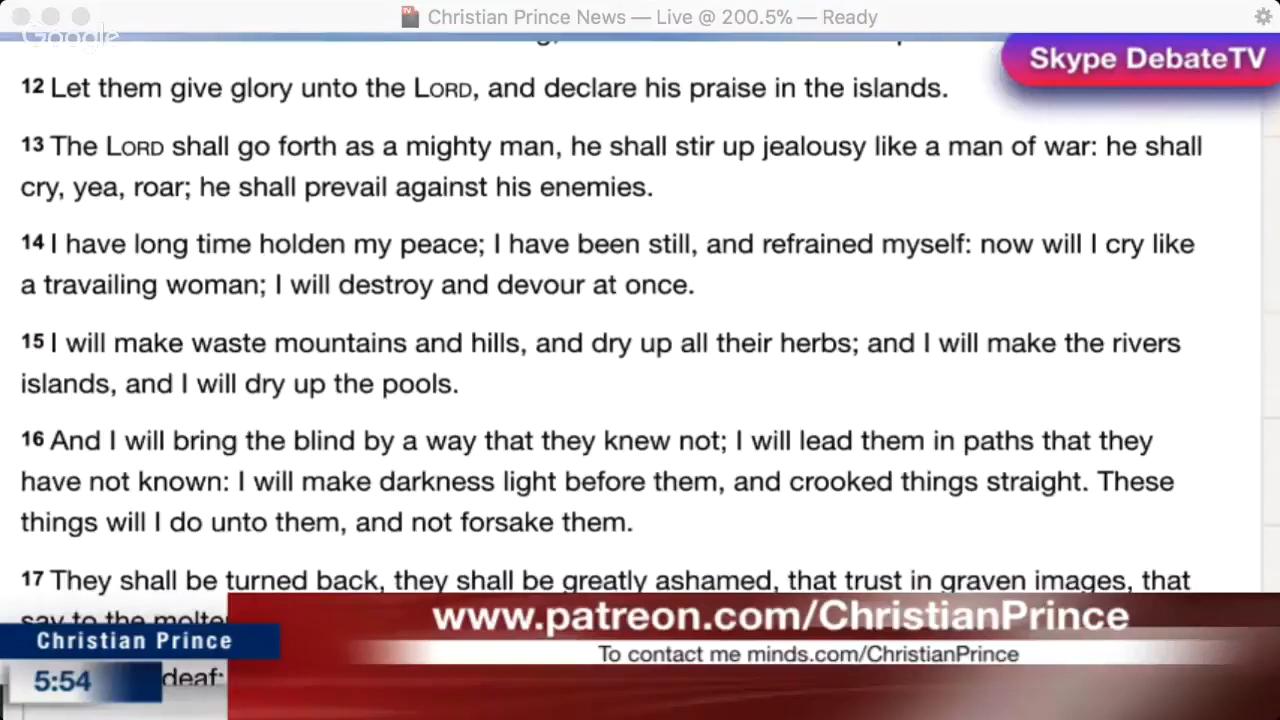 Christian Prince News — Live @ 200.5% — Ready
Google
Skype DebateTV
12 Let them give glory unto the LORD, and declare his praise in the islands.
13 The LORD shall go forth as a mighty man, he shall stir up jealousy like a man of war: he shall
cry, yea, roar; he shall prevail against his enemies.
14 I have long time holden my peace; I have been still, and refrained myself: now will I cry like
a travailing woman; I will destroy and devour at once.
15 I will make waste mountains and hills, and dry up all their herbs; and I will make the rivers
islands, and I will dry up the pools.
16 And I will bring the blind by a way that they knew not; I will lead them in paths that they
have not known: I will make darkness light before them, and crooked things straight. These
things will I do unto them, and not forsake them.
17 They shall be turned back, they shall be greatly ashamed, that trust in graven images, that
say to the
www.patreon.com/ChristianPrince
Christian Prince
To contact me minds.com/ChristianPrince
5:54
deaf: